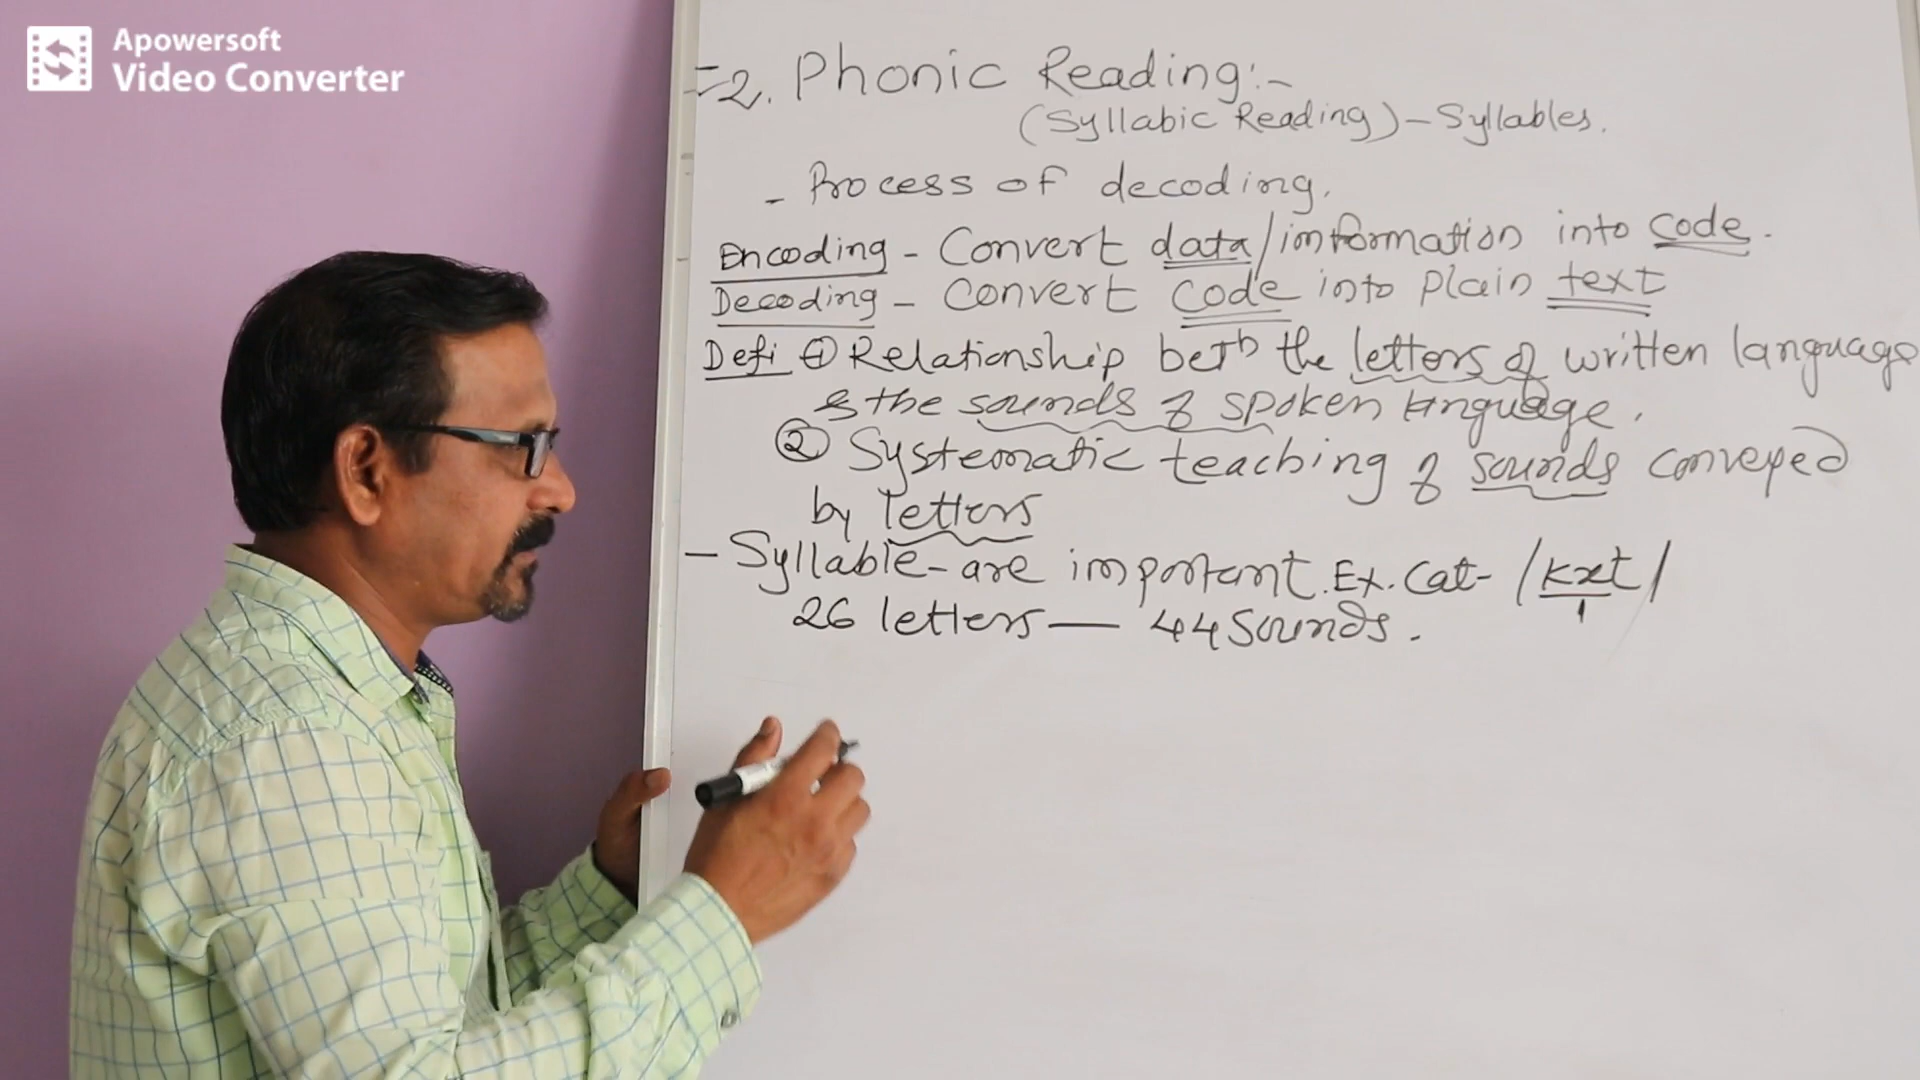 Apowersoft
Video Converter
=2. Phonic Reading:-
(Syllabic Reading) - Syllables.
- Process of decoding.
Encoding - Convert data/information into code.
Decoding - Convert code into plain text
Defi ① Relationship betn the letters of written language
& the sounds of spoken language.
② Systematic teaching of sounds conveyed
by letters
- Syllable - are important. Ex. Cat - /kæt/
1
26 letters — 44 Sounds.